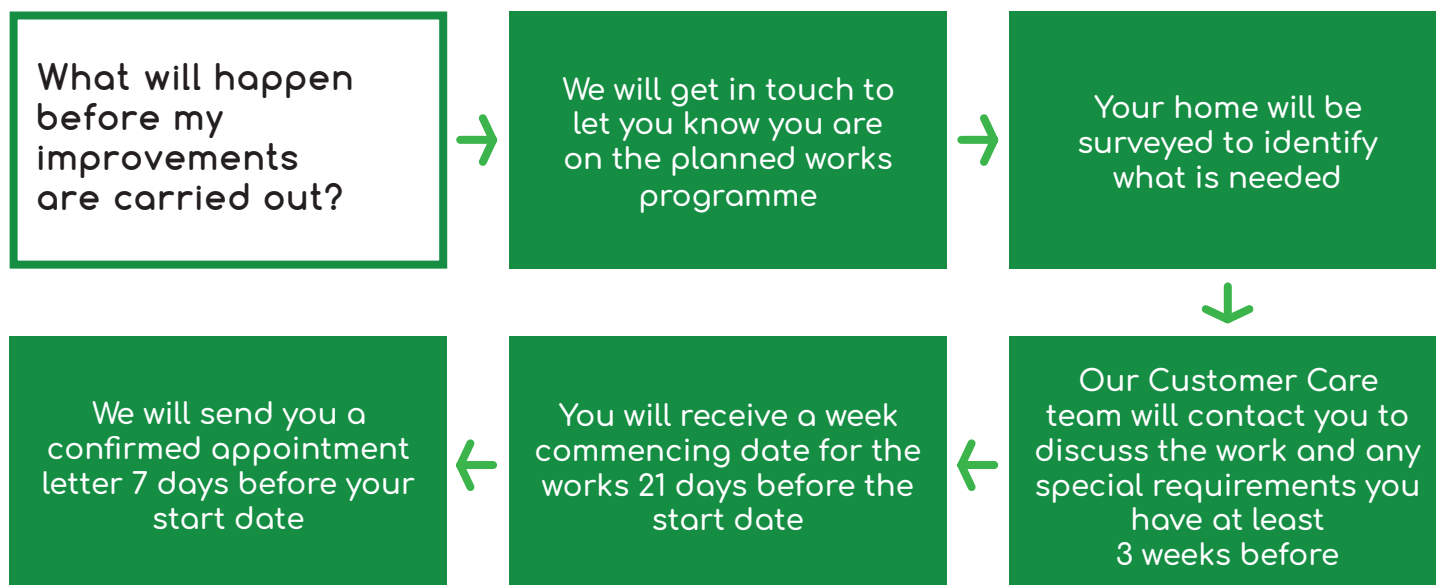 What will happen
before my
improvements
are carried out?
We will get in touch to
let you know you are
on the planned works
programme
Your home will be
surveyed to identify
what is needed
Our Customer Care
team will contact you to
discuss the work and any
special requirements you
have at least
3 weeks before
You will receive a week
commencing date for the
works 21 days before the
start date
We will send you a
confirmed appointment
letter 7 days before your
start date